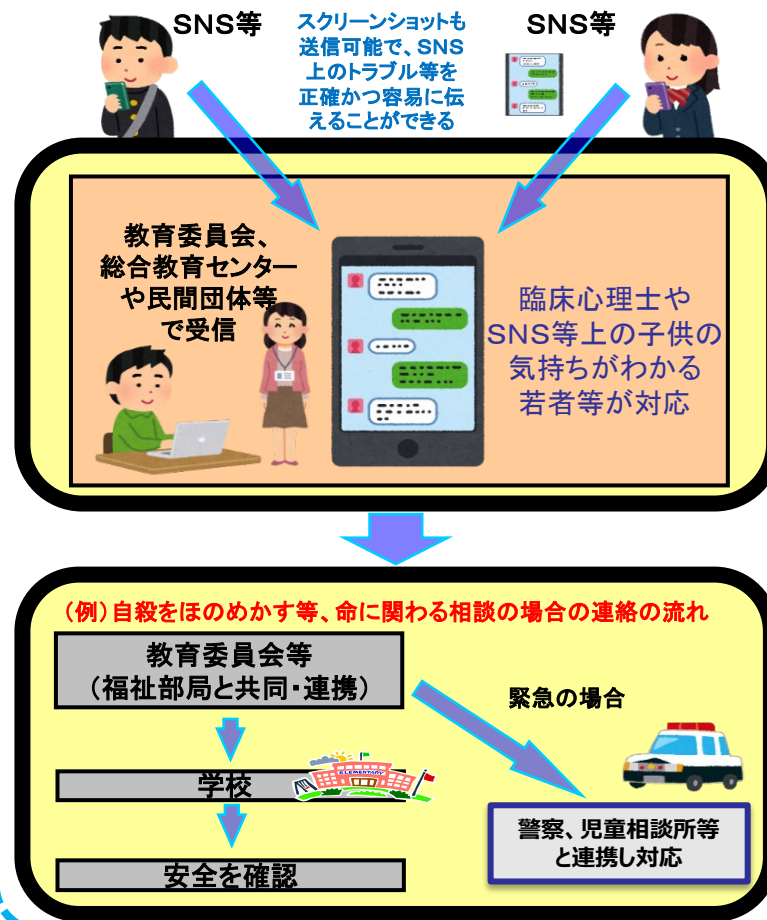 SNS等
スクリーンショットも
送信可能で、SNS
上のトラブル等を
正確かつ容易に伝
えることができる
SNS等
教育委員会、
総合教育センター
や民間団体等
で受信
臨床心理士や
SNS等上の子供の
気持ちがわかる
若者等が対応
(例)自殺をほのめかす等、命に関わる相談の場合の連絡の流れ
教育委員会等
(福祉部局と共同・連携)
緊急の場合
学校
ELEMENTARY
警察、児童相談所等
と連携し対応
安全を確認